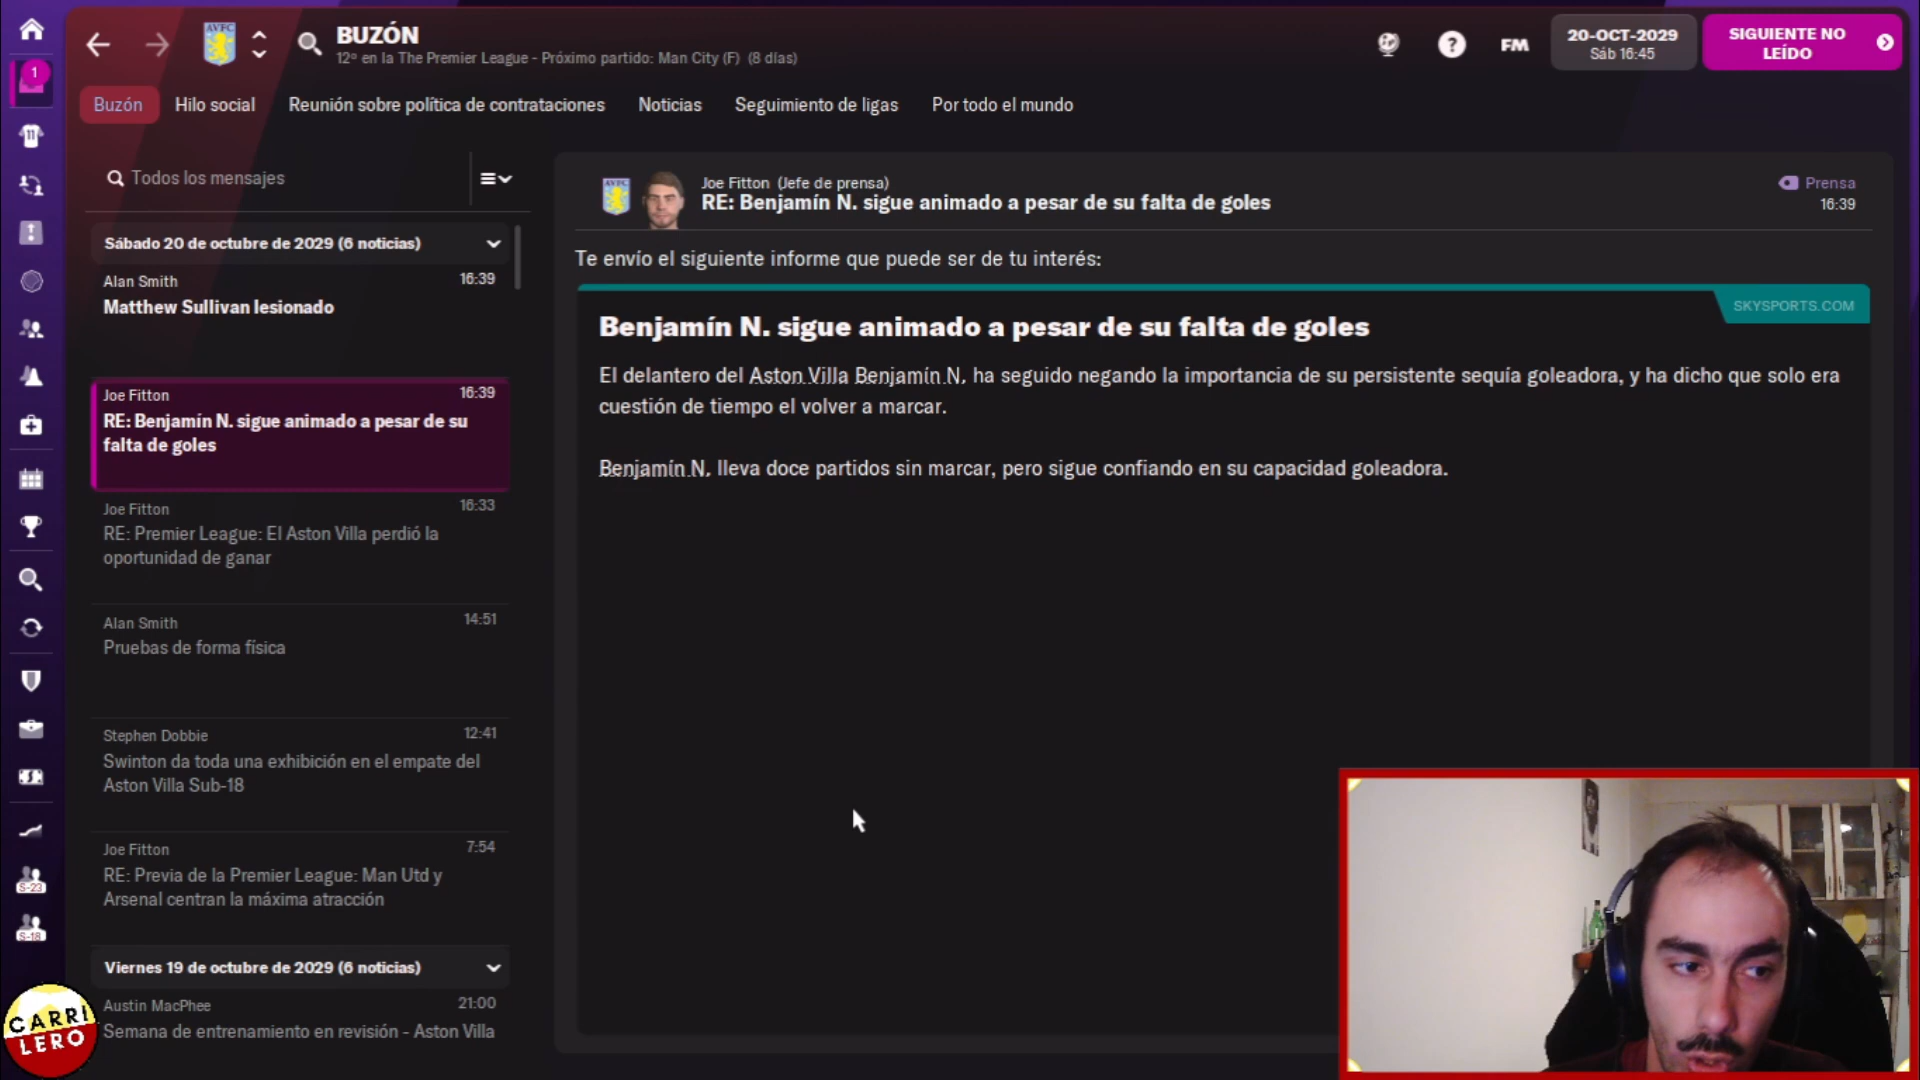 1
BUZÓN
12º en la The Premier League - Próximo partido: Man City (F) (8 días)
FM
20-OCT-2029
Sáb 16:45
SIGUIENTE NO
LEÍDO
Buzón
Hilo social
Reunión sobre política de contrataciones
Noticias
Seguimiento de ligas
Por todo el mundo
Todos los mensajes
Sábado 20 de octubre de 2029 (6 noticias)
Alan Smith
16:39
Matthew Sullivan lesionado
Joe Fitton
16:39
RE: Benjamín N. sigue animado a pesar de su
falta de goles
Joe Fitton
16:33
RE: Premier League: El Aston Villa perdió la
oportunidad de ganar
Alan Smith
14:51
Pruebas de forma física
Stephen Dobbie
12:41
Swinton da toda una exhibición en el empate del
Aston Villa Sub-18
Joe Fitton
7:54
RE: Previa de la Premier League: Man Utd y
Arsenal centran la máxima atracción
Viernes 19 de octubre de 2029 (6 noticias)
Austin MacPhee
21:00
Semana de entrenamiento en revisión - Aston Villa
Joe Fitton (Jefe de prensa)
RE: Benjamín N. sigue animado a pesar de su falta de goles
Prensa
16:39
Te envío el siguiente informe que puede ser de tu interés:
SKYSPORTS.COM
Benjamín N. sigue animado a pesar de su falta de goles
El delantero del Aston Villa Benjamín N. ha seguido negando la importancia de su persistente sequía goleadora, y ha dicho que solo era
cuestión de tiempo el volver a marcar.
Benjamín N. lleva doce partidos sin marcar, pero sigue confiando en su capacidad goleadora.
AVFC
AVFC
11
S-23
S-18
CARRI
LERO